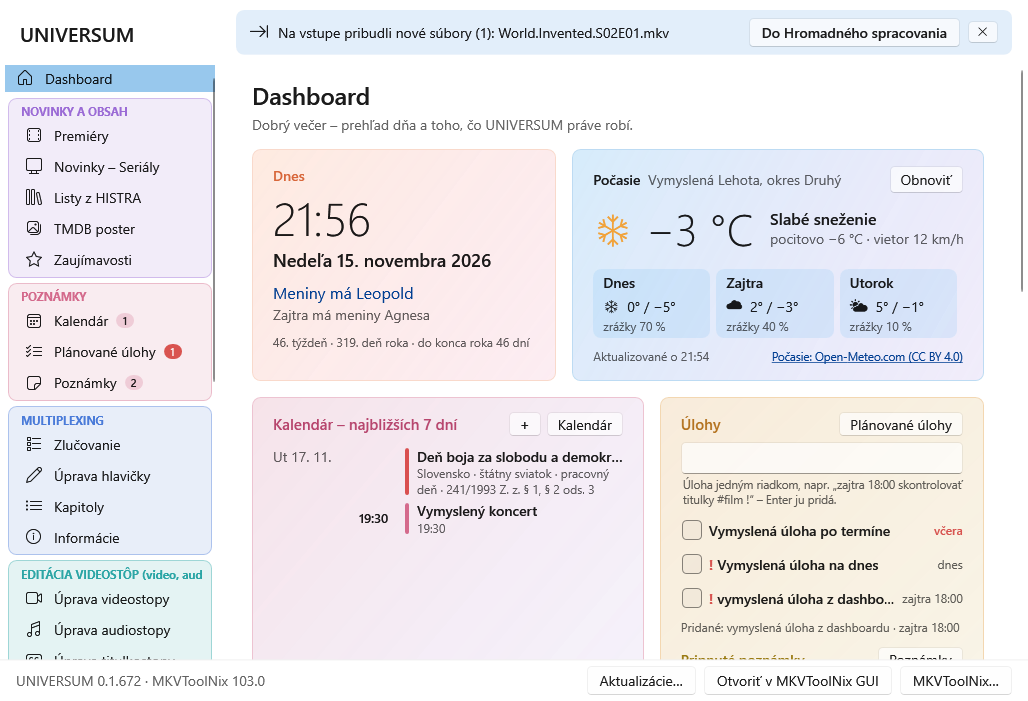 UNIVERSUM
Na vstupe pribudli nové súbory (1): World.Invented.S02E01.mkv
Do Hromadného spracovania
Dashboard
NOVINKY A OBSAH
Premiéry
Novinky – Seriály
Listy z HISTRA
TMDB poster
Zaujímavosti
POZNÁMKY
Kalendár 1
Plánované úlohy 1
Poznámky 2
MULTIPLEXING
Zlučovanie
Úprava hlavičky
Kapitoly
Informácie
EDITÁCIA VIDEOSTÔP (video, aud
Úprava videostopy
Úprava audiostopy
Dashboard
Dobrý večer – prehľad dňa a toho, čo UNIVERSUM práve robí.
Dnes
21:56
Nedeľa 15. novembra 2026
Meniny má Leopold
Zajtra má meniny Agnesa
46. týždeň · 319. deň roka · do konca roka 46 dní
Počasie Vymyslená Lehota, okres Druhý
Obnoviť
−3 °C
Slabé sneženie
pocitovo −6 °C · vietor 12 km/h
Dnes
0° / −5°
zrážky 70 %
Zajtra
2° / −3°
zrážky 40 %
Utorok
5° / −1°
zrážky 10 %
Aktualizované o 21:54
Počasie: Open-Meteo.com (CC BY 4.0)
Kalendár – najbližších 7 dní
+
Kalendár
Ut 17. 11.
Deň boja za slobodu a demokr...
Slovensko · štátny sviatok · pracovný
deň · 241/1993 Z. z. § 1, § 2 ods. 3
19:30
Vymyslený koncert
19:30
Úlohy
Plánované úlohy
Úloha jedným riadkom, napr. „zajtra 18:00 skontrolovať
titulky #film !“ – Enter ju pridá.
Vymyslená úloha po termíne včera
! Vymyslená úloha na dnes dnes
! vymyslená úloha z dashbo... zajtra 18:00
Pridané: vymyslená úloha z dashboardu · zajtra 18:00
UNIVERSUM 0.1.672 · MKVToolNix 103.0
Aktualizácie...
Otvoriť v MKVToolNix GUI
MKVToolNix...